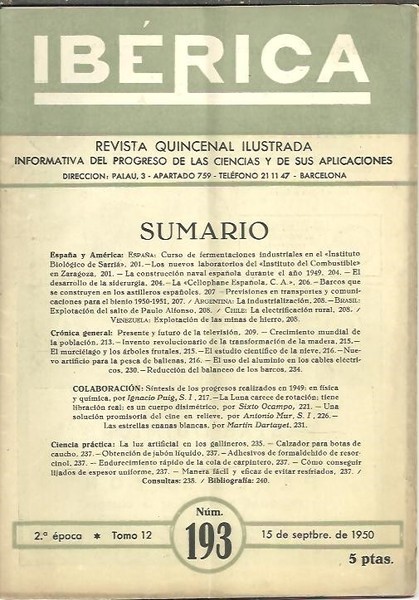 IBÉRICA
REVISTA QUINCENAL ILUSTRADA
INFORMATIVA DEL PROGRESO DE LAS CIENCIAS Y DE SUS APLICACIONES
DIRECCION: PALAU, 3 - APARTADO 759 - TELÉFONO 21 11 47 - BARCELONA
SUMARIO
España y América: ESPAÑA: Curso de fermentaciones industriales en el «Instituto
Biológico de Sarriá». 201. — Los nuevos laboratorios del «Instituto del Combustible»
en Zaragoza. 201. — La construcción naval española durante el año 1949. 204. — El
desarrollo de la siderurgia. 204. — La «Cellophane Española, C. A.». 206. — Barcos que
se construyen en los astilleros españoles. 207 — Previsiones en transportes y comuni-
caciones para el bienio 1950-1951, 207. / ARGENTINA: La industrialización, 208. — BRASIL:
Explotación del salto de Paulo Alfonso. 208. / CHILE: La electrificación rural, 208. /
VENEZUELA: Explotación de las minas de hierro. 208.
Crónica general: Presente y futuro de la televisión, 209. — Crecimiento mundial de
la población. 213. — Invento revolucionario de la transformación de la madera, 215. —
El murciélago y los árboles frutales, 215. — El estudio científico de la nieve, 216. — Nue-
vo artificio para la pesca de ballenas, 216. — El uso del aluminio en los cables eléctri-
cos, 230. — Reducción del balanceo de los barcos. 234.
COLABORACIÓN: Síntesis de los progresos realizados en 1949: en física
y química, por Ignacio Puig, S. I , 217. — La Luna carece de rotación; tiene
libración real; es un cuerpo disimétrico, por Sixto Ocampo, 221. — Una
solución promisoria del cine en relieve, por Antonio Mur, S. I , 226. —
Las estrellas enanas blancas, por Martín Dartayet. 231.
Ciencia práctica: La luz artificial en los gallineros, 235. — Calzador para botas de
caucho, 237. — Obtención de jabón líquido, 237. — Adhesivos de formaldehido de resor-
cinol, 237. — Endurecimiento rápido de la cola de carpintero, 237. — Cómo conseguir
lijados de espesor uniforme, 237. — Manera fácil y eficaz de evitar resfriados, 237. /
Consultas: 238. / Bibliografía: 240.
Núm.
2.ª época * Tomo 12
193
15 de septbre. de 1950
5 ptas.